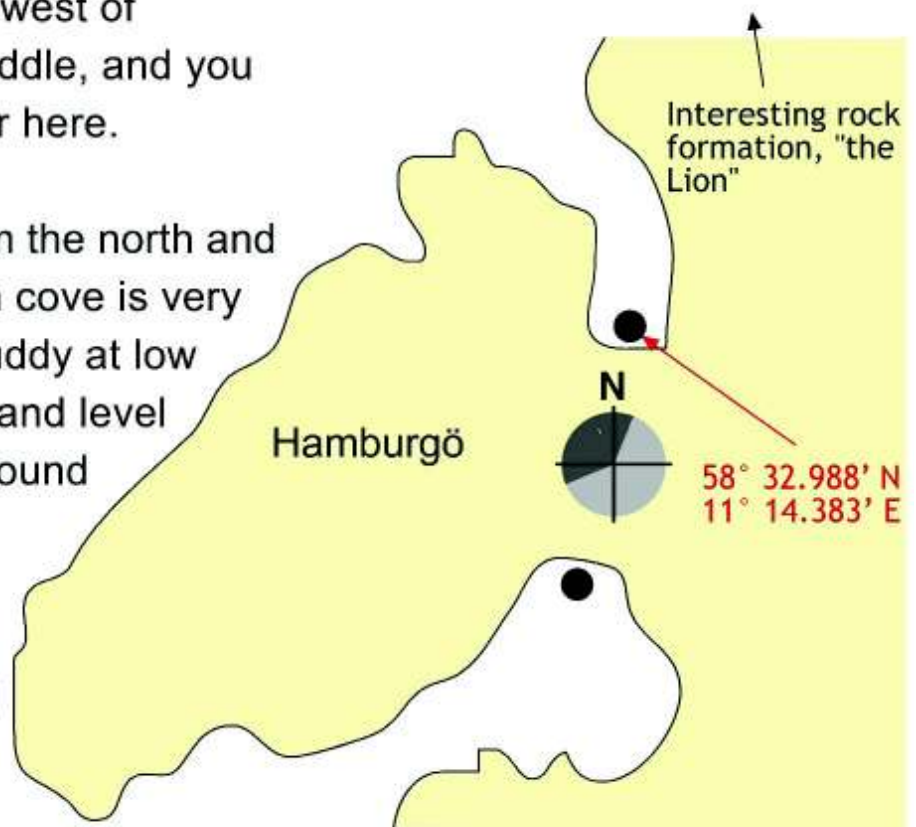 west of
ddle, and you
r here.
n the north and
cove is very
uddy at low
and level
ound
Interesting rock
formation, "the
Lion"
N
Hamburgö
58° 32.988’ N
11° 14.383’ E